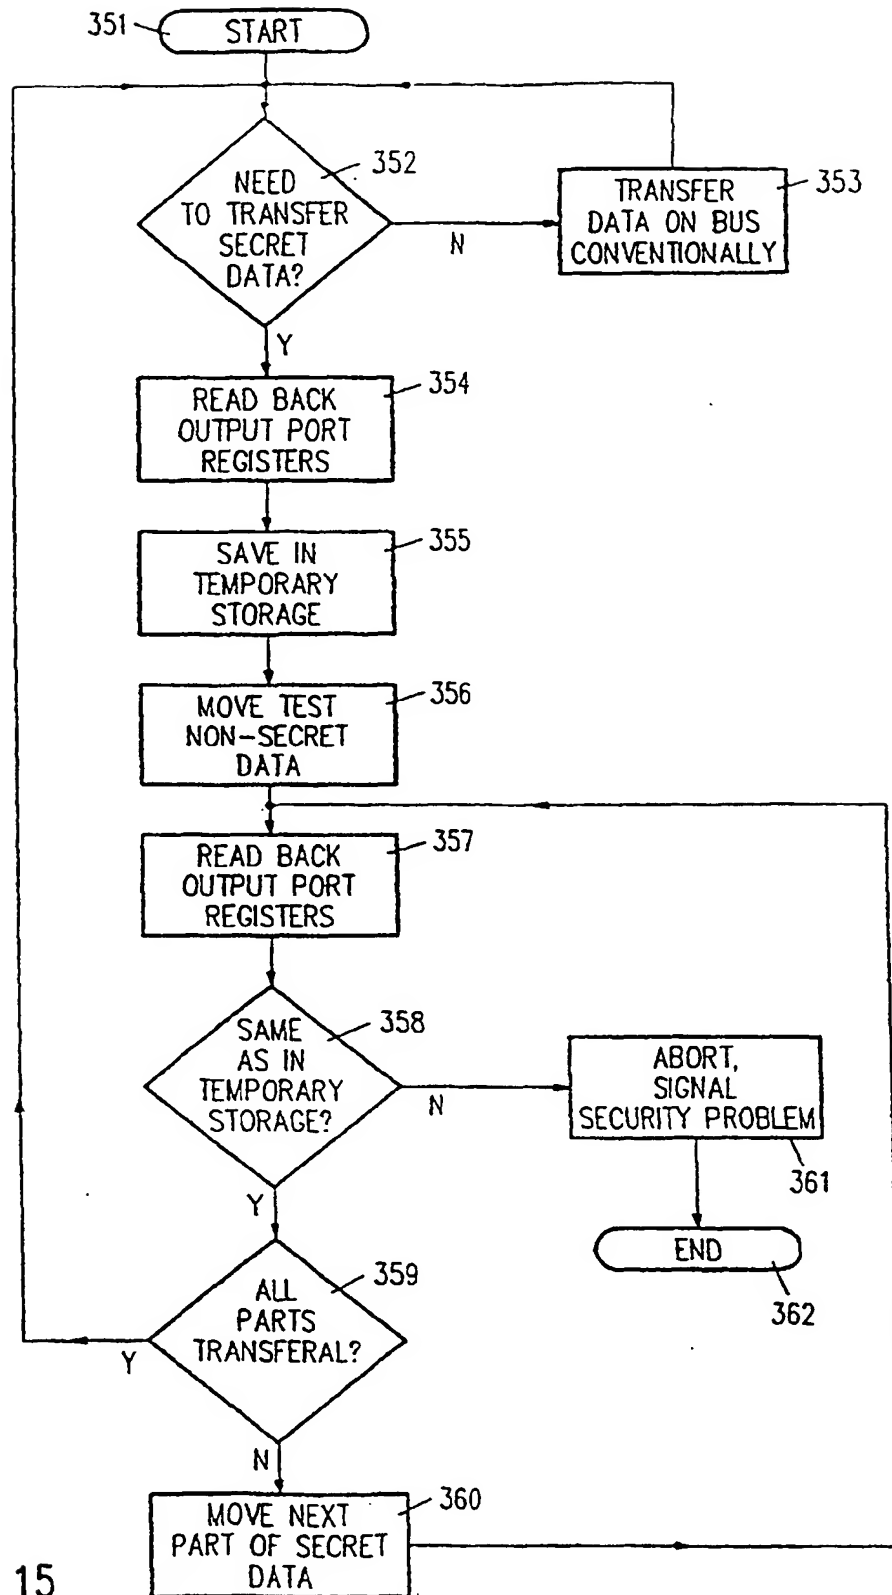 351
START
352
NEED
TO TRANSFER
SECRET
DATA?
N
TRANSFER
DATA ON BUS
CONVENTIONALLY
353
Y
READ BACK
OUTPUT PORT
REGISTERS
354
SAVE IN
TEMPORARY
STORAGE
355
MOVE TEST
NON-SECRET
DATA
356
READ BACK
OUTPUT PORT
REGISTERS
357
SAME
AS IN
TEMPORARY
STORAGE?
358
N
ABORT,
SIGNAL
SECURITY PROBLEM
361
END
362
Y
ALL
PARTS
TRANSFERAL?
359
Y
N
MOVE NEXT
PART OF SECRET
DATA
360
15